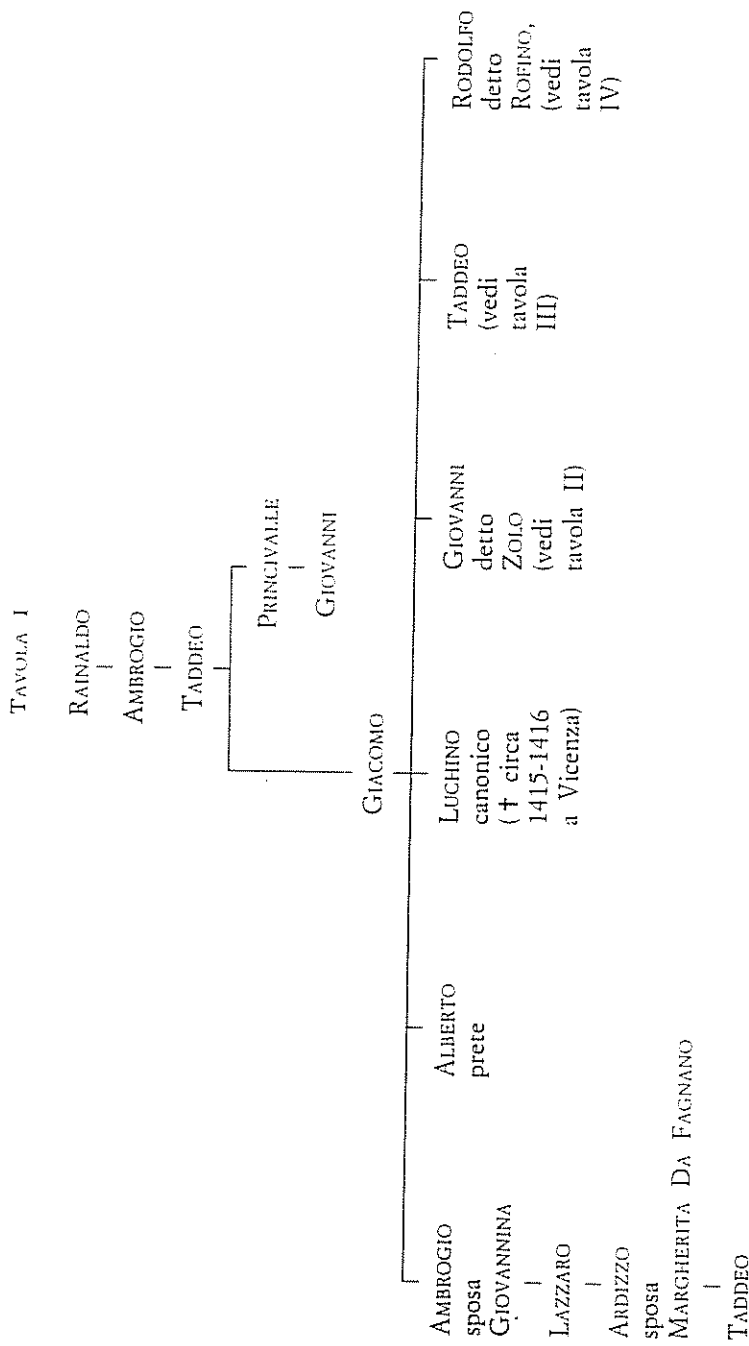 TAVOLA I
RAINALDO
AMBROGIO
TADDEO
GIACOMO
PRINCIVALLE
GIOVANNI
AMBROGIO
sposa
GIOVANNINA
LAZZARO
ARDIZZO
sposa
MARGHERITA DA FAGNANO
TADDEO
ALBERTO
prete
LUCHINO
canonico
(† circa
1415-1416
a Vicenza)
GIOVANNI
detto
ZOLO
(vedi
tavola II)
TADDEO
(vedi
tavola
III)
RODOLFO
detto
ROFINO,
(vedi
tavola
IV)